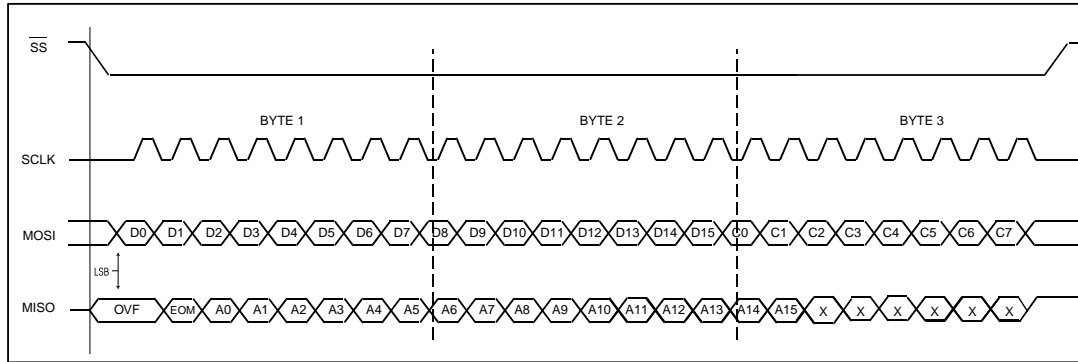 SS
BYTE 1 BYTE 2 BYTE 3
SCLK
MOSI D0 D1 D2 D3 D4 D5 D6 D7 D8 D9 D10 D11 D12 D13 D14 D15 C0 C1 C2 C3 C4 C5 C6 C7
LSB
MISO OVF EOM A0 A1 A2 A3 A4 A5 A6 A7 A8 A9 A10 A11 A12 A13 A14 A15 X X X X X X